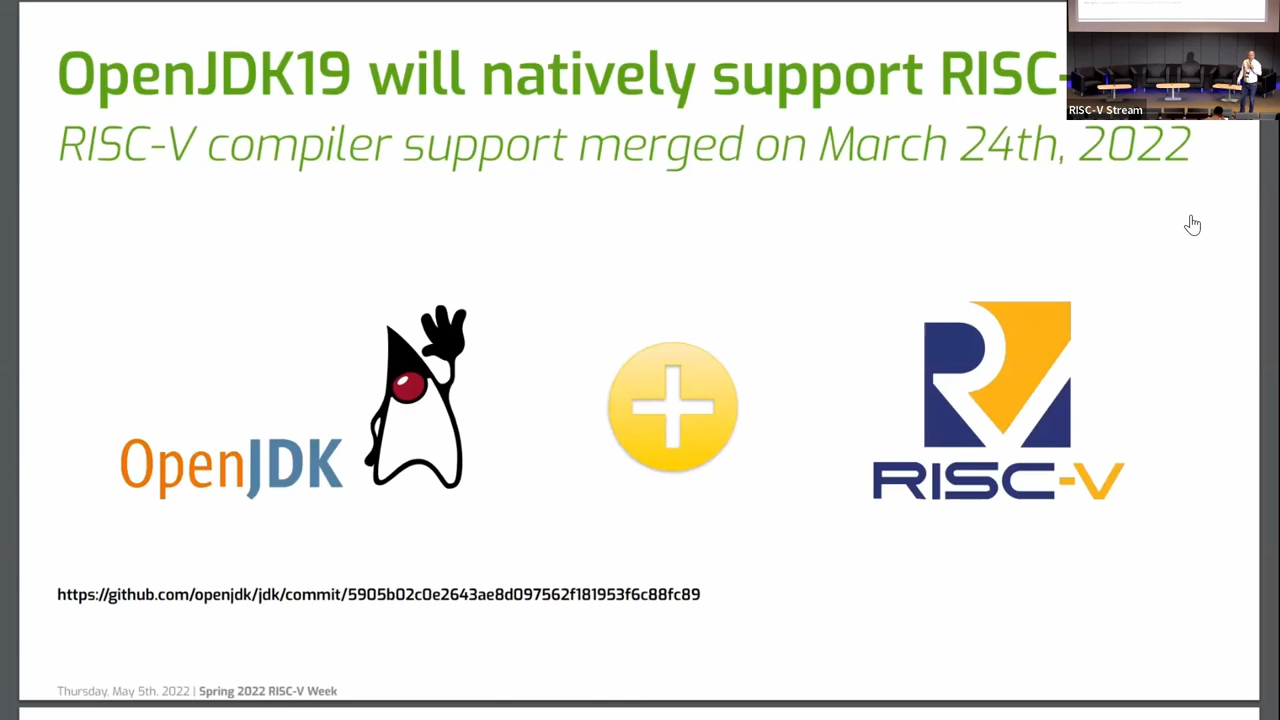 OpenJDK19 will natively support RISC-
RISC-V Stream
RISC-V compiler support merged on March 24th, 2022
OpenJDK
RISC-V
https://github.com/openjdk/jdk/commit/5905b02c0e2643ae8d097562f181953f6c88fc89
Thursday, May 5th, 2022 | Spring 2022 RISC-V Week